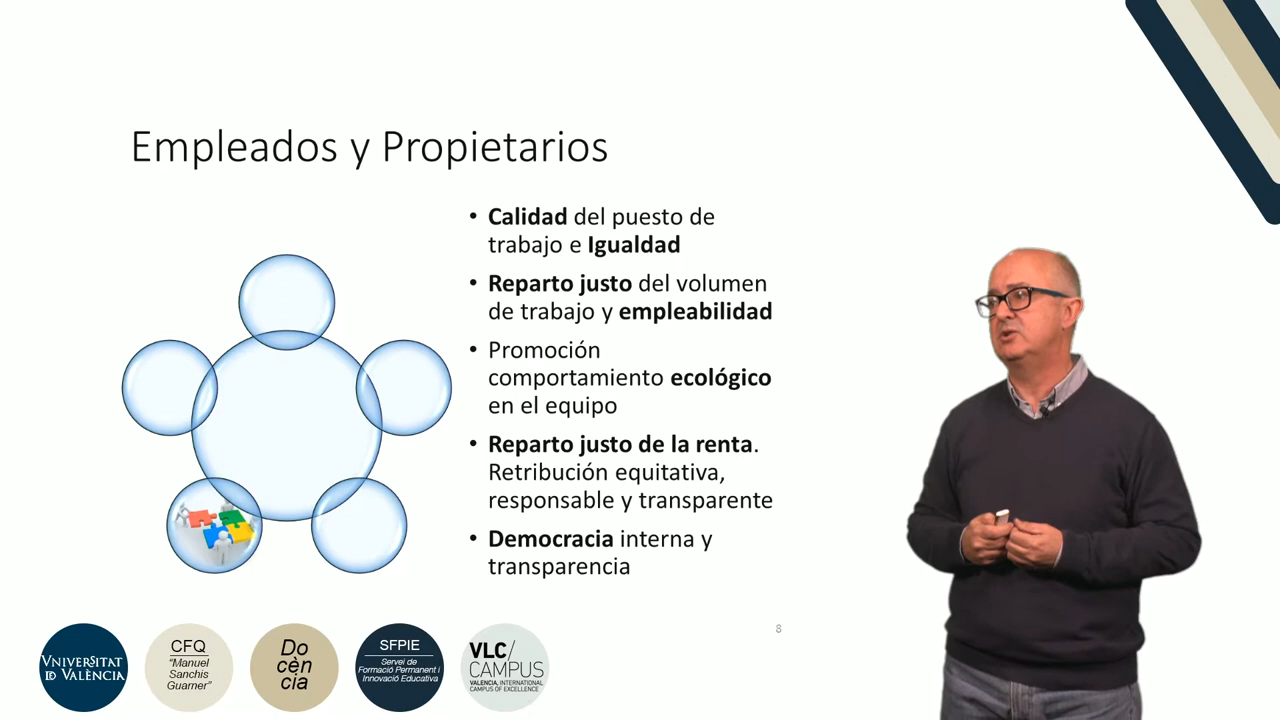 Empleados y Propietarios
• Calidad del puesto de
trabajo e Igualdad
• Reparto justo del volumen
de trabajo y empleabilidad
• Promoción
comportamiento ecológico
en el equipo
• Reparto justo de la renta.
Retribución equitativa,
responsable y transparente
• Democracia interna y
transparencia
8
VNIVERSITAT
ID VALÈNCIA
CFQ
"Manuel
Sanchis
Guarner"
Do
cèn
cia
SFPIE
Servei de
Formació Permanent i
Innovació Educativa
VLC/
CAMPUS
VALENCIA, INTERNATIONAL
CAMPUS OF EXCELLENCE